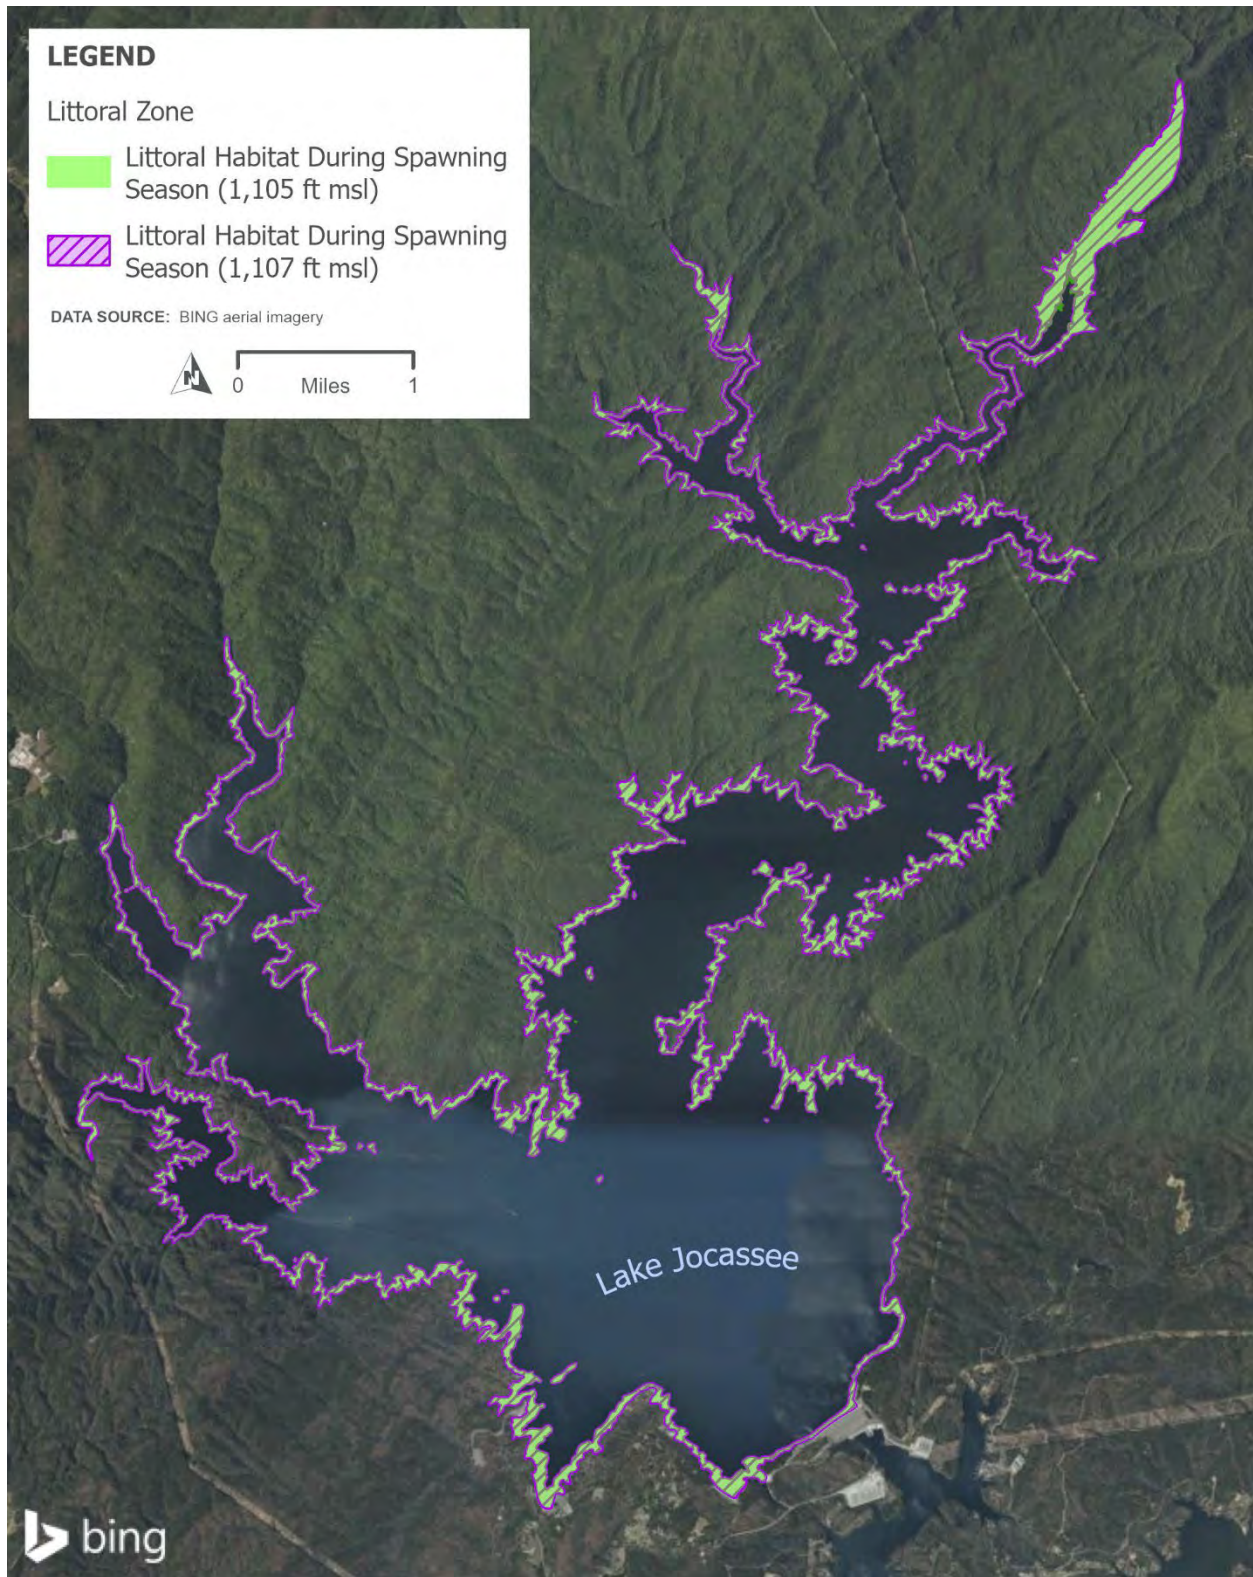 LEGEND
Littoral Zone
Littoral Habitat During Spawning
Season (1,105 ft msl)
Littoral Habitat During Spawning
Season (1,107 ft msl)
DATA SOURCE: BING aerial imagery
N
0 Miles 1
Lake Jocassee
bing